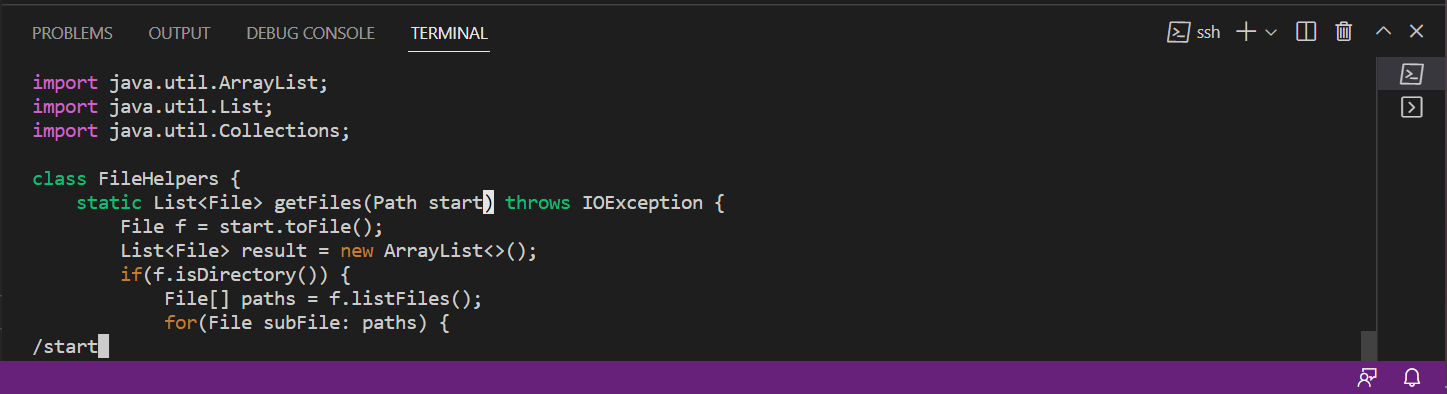 PROBLEMS OUTPUT DEBUG CONSOLE TERMINAL ssh
import java.util.ArrayList;
import java.util.List;
import java.util.Collections;
class FileHelpers {
    static List<File> getFiles(Path start) throws IOException {
        File f = start.toFile();
        List<File> result = new ArrayList<>();
        if(f.isDirectory()) {
            File[] paths = f.listFiles();
            for(File subFile: paths) {
/start